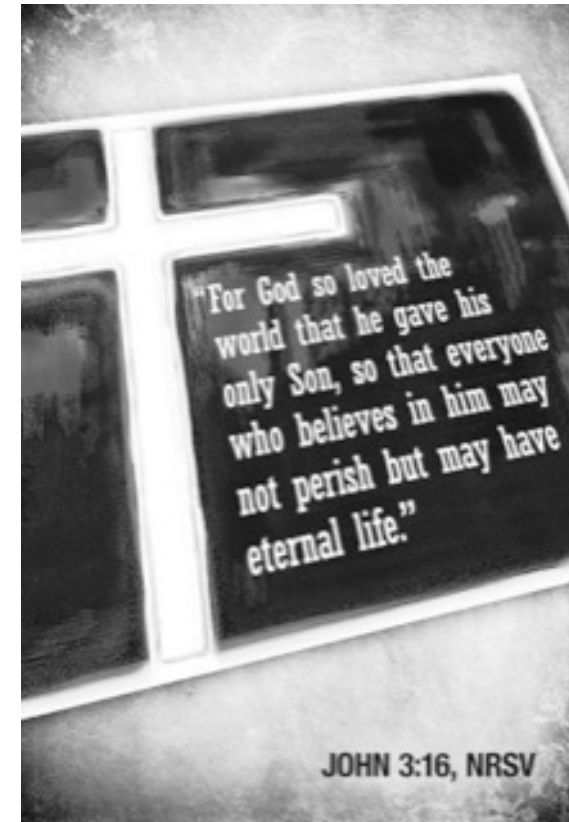 “For God so loved the
world that he gave his
only Son, so that everyone
who believes in him may
not perish but may have
eternal life.”
JOHN 3:16, NRSV